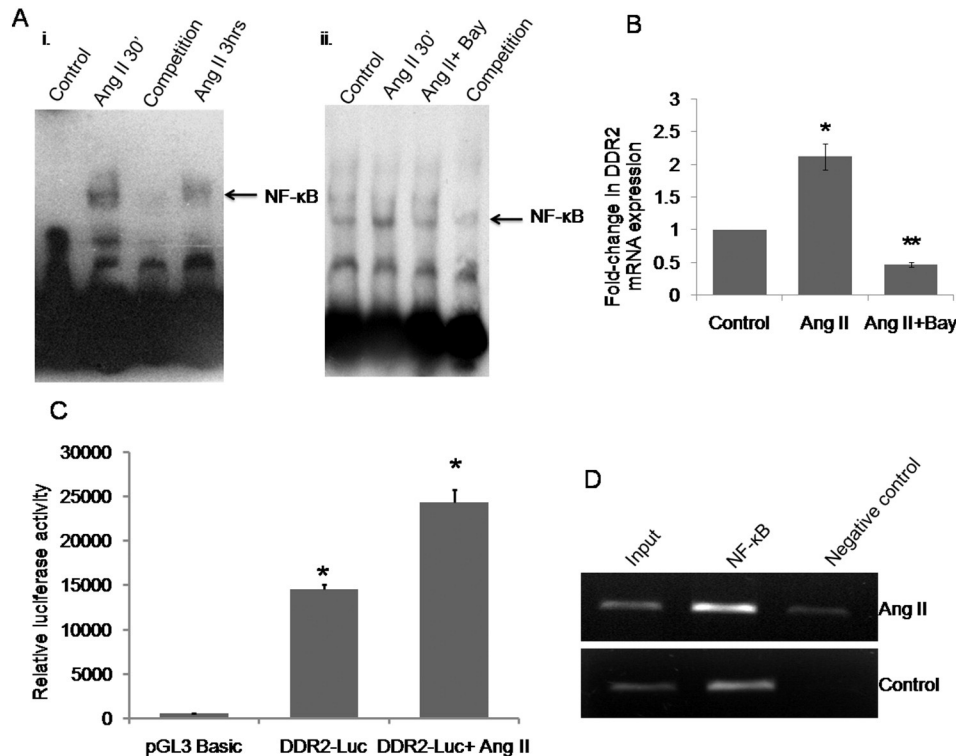 A
i.
Control
Ang II 30'
Competition
Ang II 3hrs
NF-κB
ii.
Control
Ang II 30'
Ang II+ Bay
Competition
NF-κB
B
Fold-change in DDR2
mRNA expression
3
2.5
2
1.5
1
0.5
0
*
**
Control Ang II Ang II+Bay
C
Relative luciferase activity
30000
25000
20000
15000
10000
5000
0
*
*
pGL3 Basic DDR2-Luc DDR2-Luc+ Ang II
D
Input
NF-κB
Negative control
Ang II
Control